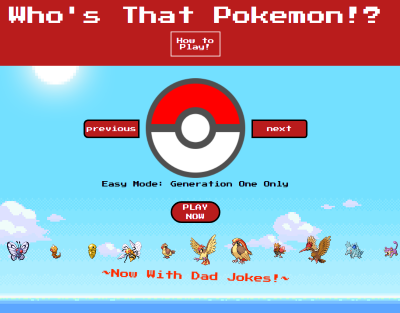 Who's That Pokemon!?
How to
Play!
previous
next
Easy Mode: Generation One Only
PLAY
NOW
~Now With Dad Jokes!~